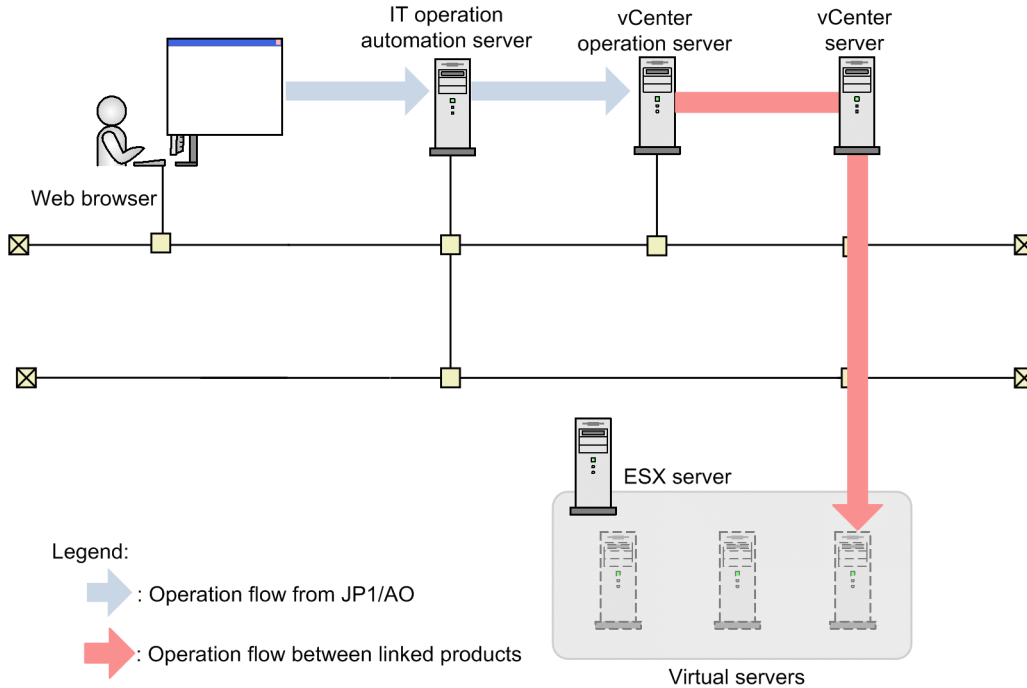 IT operation
automation server
vCenter
operation server
vCenter
server
Web browser
ESX server
Virtual servers
Legend:
: Operation flow from JP1/AO
: Operation flow between linked products